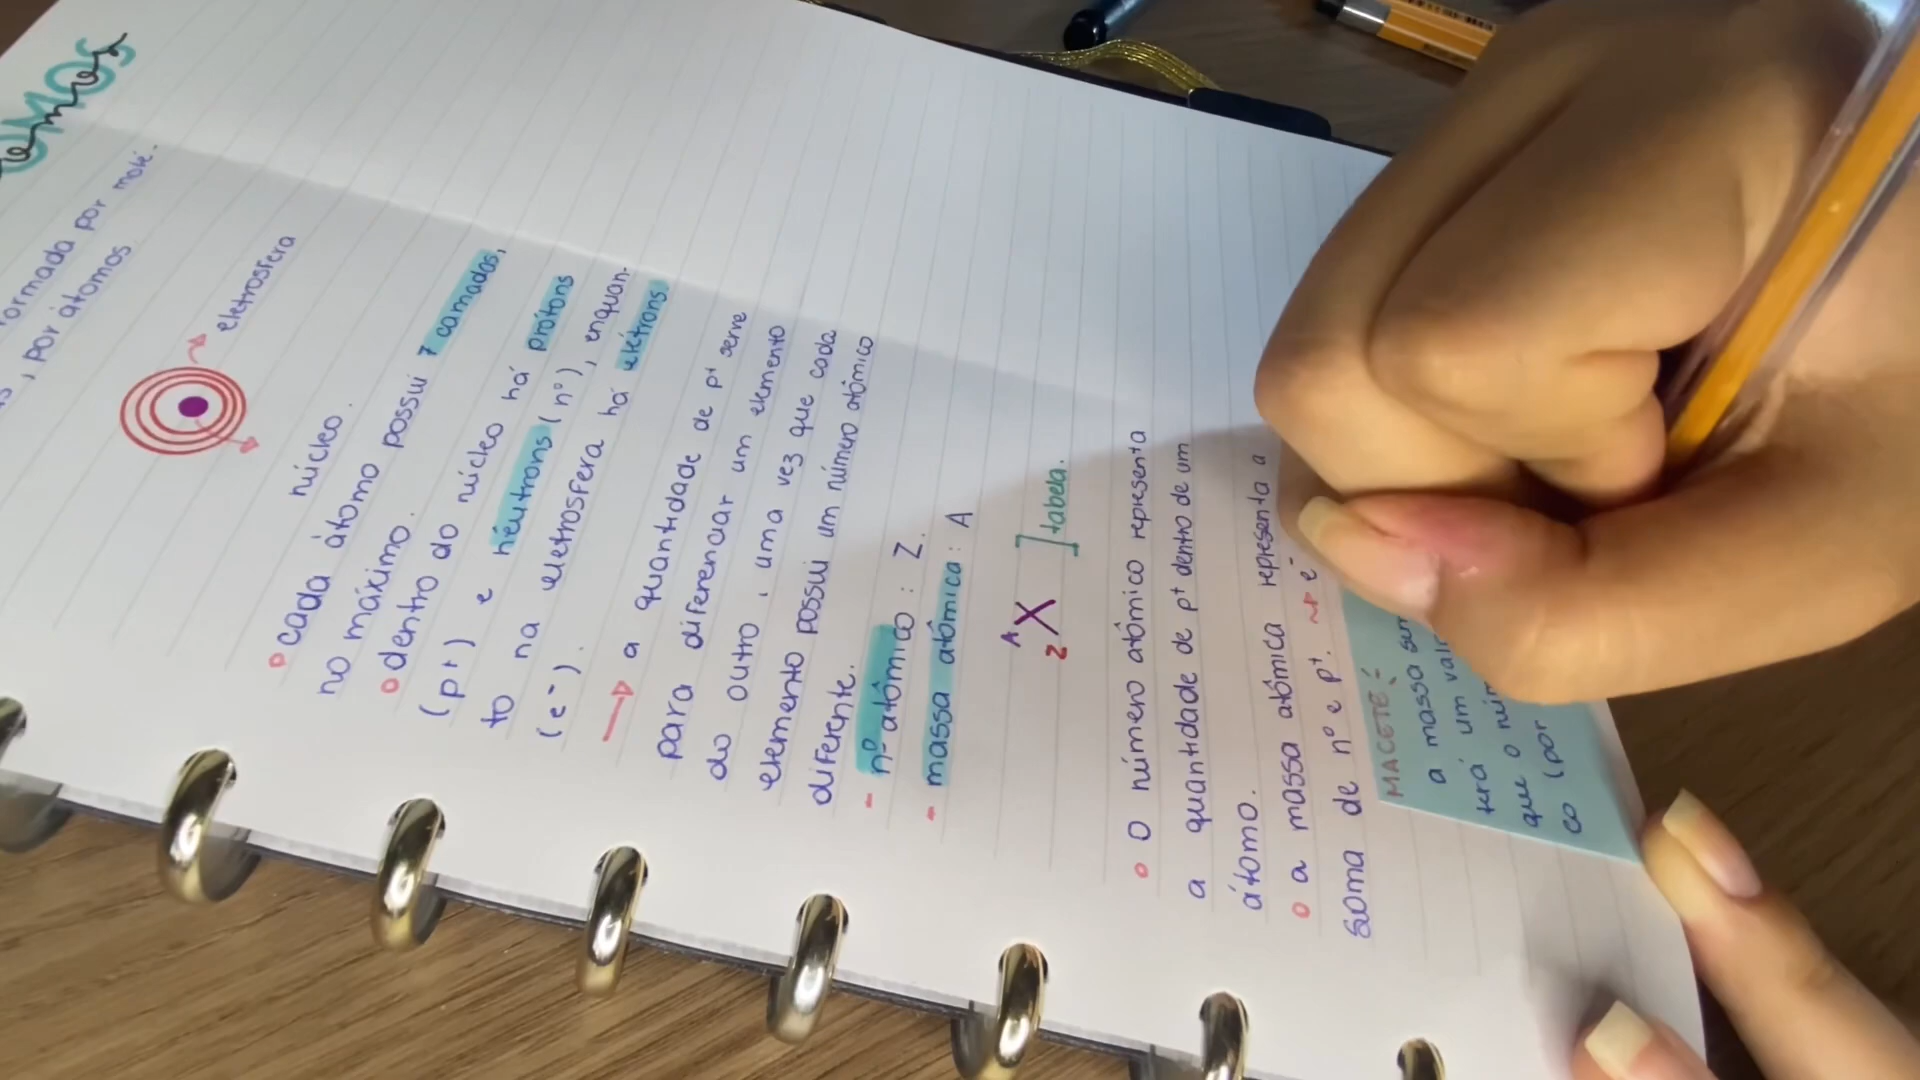 por molé-
, por átomos
eletrosfera
núcleo.
cada átomo possui 7 camadas,
no máximo.
dentro do núcleo há prótons
(p+) e nêutrons (n°), enquan-
to na eletrosfera há elétrons
(e-).
→ a quantidade de p+ serve
para diferenciar um elemento
do outro, uma vez que cada
elemento possui um número atômico
diferente.
- nº atômico: Z.
- massa atômica: A
A
Z X ] tabela.
O número atômico representa
a quantidade de p+ dentro de um
átomo.
a massa atômica representa a
soma de n° e p+. ~> e-
MACETE:
a massa
terá um
que o
co (por